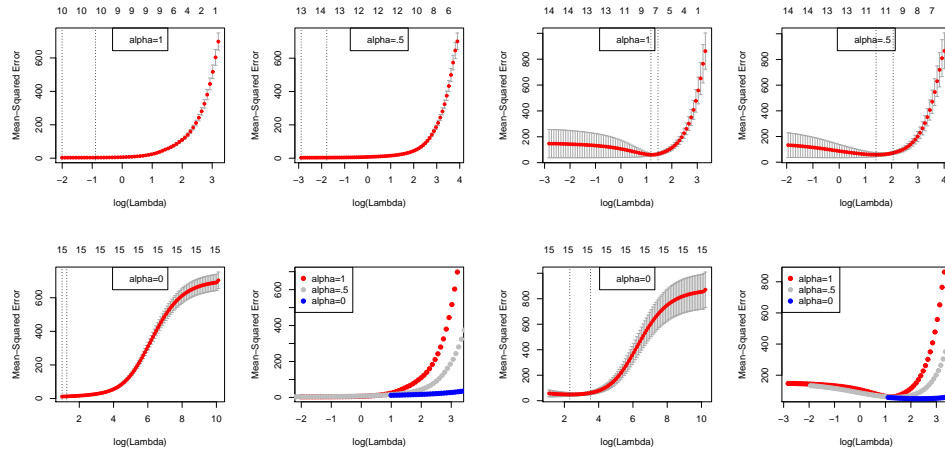 10 10 10 10 9 6 4 2 1
alpha=1
Mean−Squared Error
0 200 400 600
−2 −1 0 1 2 3
log(Lambda)
13 14 12 12 12 11 9 8 6
alpha=.5
Mean−Squared Error
0 200 400 600
−3 −2 −1 0 1 2 3 4
log(Lambda)
14 14 13 12 11 9 7 4 1
alpha=1
Mean−Squared Error
0 200 400 600 800
−3 −2 −1 0 1 2 3
log(Lambda)
14 14 12 12 11 11 9 8 7
alpha=.5
Mean−Squared Error
0 200 400 600 800
−2 −1 0 1 2 3 4
log(Lambda)
15 15 15 15 15 15 15 15 15
alpha=0
Mean−Squared Error
0 200 400 600
2 4 6 8 10
log(Lambda)
alpha=1
alpha=.5
alpha=0
Mean−Squared Error
0 200 400 600
−2 −1 0 1 2 3
log(Lambda)
15 15 15 15 15 15 15 15 15
alpha=0
Mean−Squared Error
0 200 400 600 800 1000
2 4 6 8 10
log(Lambda)
alpha=1
alpha=.5
alpha=0
Mean−Squared Error
200 400 600 800
−3 −2 −1 0 1 2 3
log(Lambda)